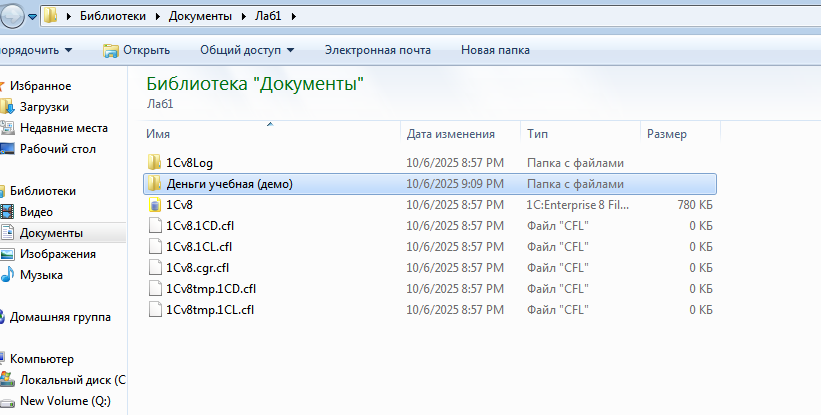 Библиотеки Документы Лаб1
орядочить Открыть Общий доступ Электронная почта Новая папка
Избранное
Загрузки
Недавние места
Рабочий стол
Библиотеки
Видео
Документы
Изображения
Музыка
Домашняя группа
Компьютер
Локальный диск (C
New Volume (Q:)
Библиотека "Документы"
Лаб1
Имя Дата изменения Тип Размер
1Cv8Log 10/6/2025 8:57 PM Папка с файлами
Деньги учебная (демо) 10/6/2025 9:09 PM Папка с файлами
1Cv8 10/6/2025 8:57 PM 1C:Enterprise 8 Fil... 780 КБ
1Cv8.1CD.cfl 10/6/2025 8:57 PM Файл "CFL" 0 КБ
1Cv8.1CL.cfl 10/6/2025 8:57 PM Файл "CFL" 0 КБ
1Cv8.cgr.cfl 10/6/2025 8:57 PM Файл "CFL" 0 КБ
1Cv8tmp.1CD.cfl 10/6/2025 8:57 PM Файл "CFL" 0 КБ
1Cv8tmp.1CL.cfl 10/6/2025 8:57 PM Файл "CFL" 0 КБ